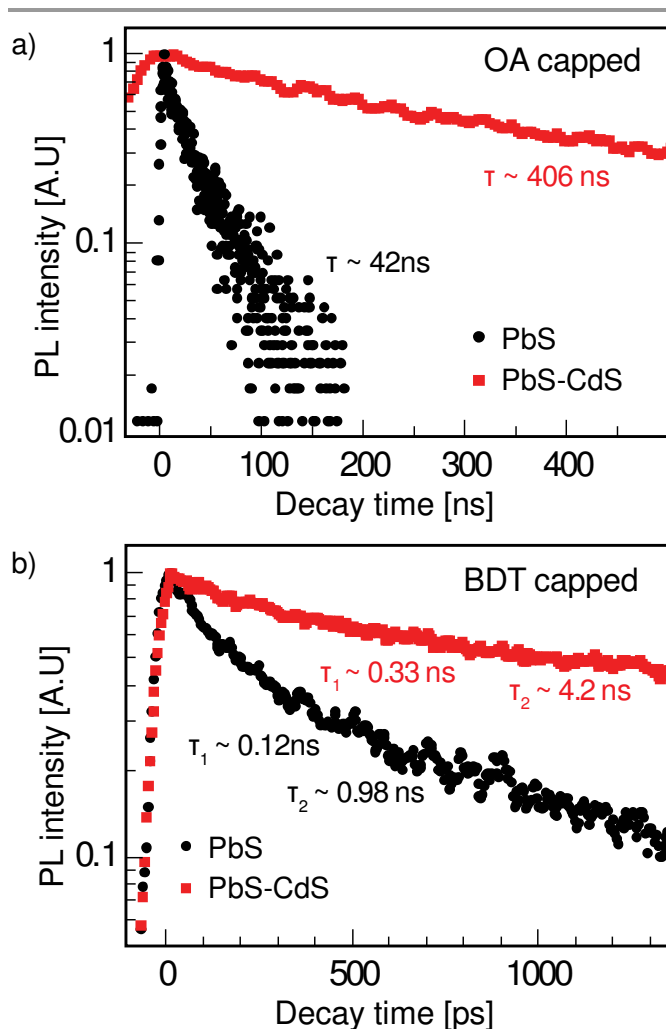 a)
OA capped
PL intensity [A.U]
1
0.1
0.01
τ ~ 406 ns
τ ~ 42ns
PbS
PbS-CdS
0
100
200
300
400
Decay time [ns]
b)
BDT capped
PL intensity [A.U]
1
0.1
τ₁ ~ 0.33 ns
τ₂ ~ 4.2 ns
τ₁ ~ 0.12ns
τ₂ ~ 0.98 ns
PbS
PbS-CdS
0
500
1000
Decay time [ps]